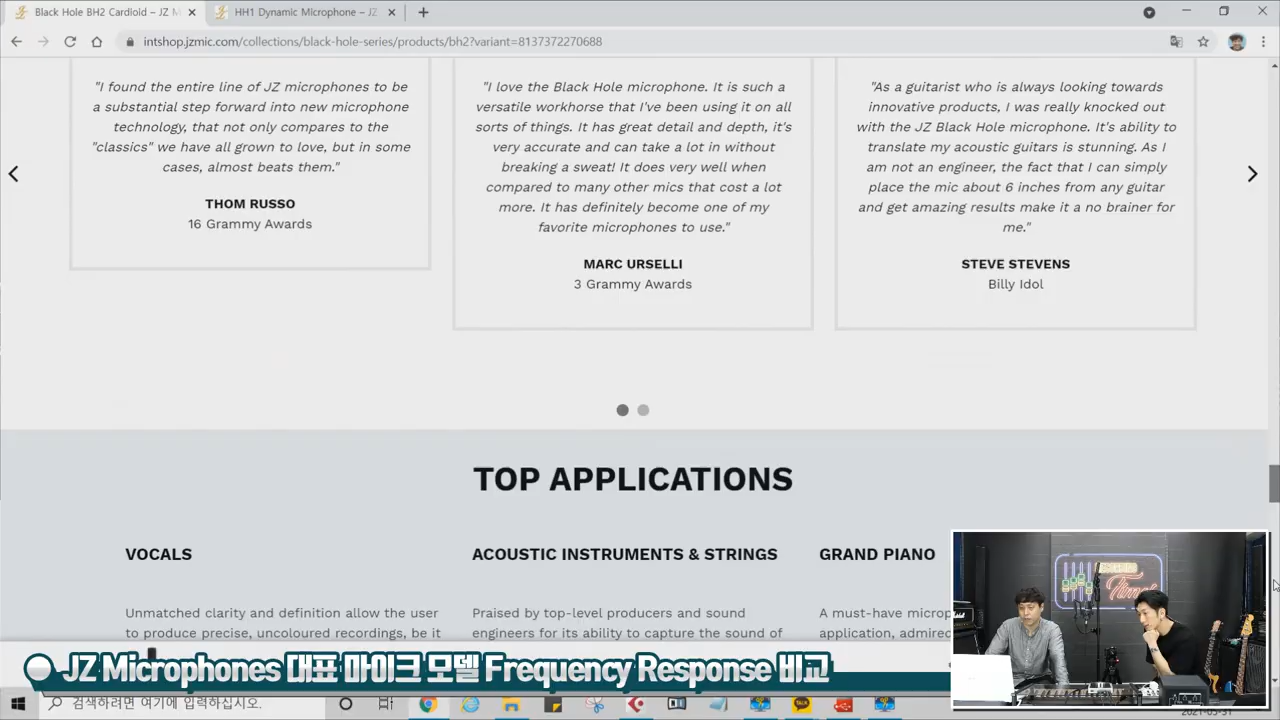 Black Hole BH2 Cardioid – JZ M
HH1 Dynamic Microphone – JZ
intshop.jzmic.com/collections/black-hole-series/products/bh2?variant=8137372270688
"I found the entire line of JZ microphones to be
a substantial step forward into new microphone
technology, that not only compares to the
"classics" we have all grown to love, but in some
cases, almost beats them."
THOM RUSSO
16 Grammy Awards
"I love the Black Hole microphone. It is such a
versatile workhorse that I've been using it on all
sorts of things. It has great detail and depth, it's
very accurate and can take a lot in without
breaking a sweat! It does very well when
compared to many other mics that cost a lot
more. It has definitely become one of my
favorite microphones to use."
MARC URSELLI
3 Grammy Awards
"As a guitarist who is always looking towards
innovative products, I was really knocked out
with the JZ Black Hole microphone. It's ability to
translate my acoustic guitars is stunning. As I
am not an engineer, the fact that I can simply
place the mic about 6 inches from any guitar
and get amazing results make it a no brainer for
me."
STEVE STEVENS
Billy Idol
TOP APPLICATIONS
VOCALS
Unmatched clarity and definition allow the user
to produce precise, uncoloured recordings, be it
ACOUSTIC INSTRUMENTS & STRINGS
Praised by top-level producers and sound
engineers for its ability to capture the sound of
GRAND PIANO
A must-have microp
application, admired
Time
JZ Microphones 대표 마이크 모델 Frequency Response 비교
검색하려면 여기에 입력하십시오.
TALK
2021-03-31